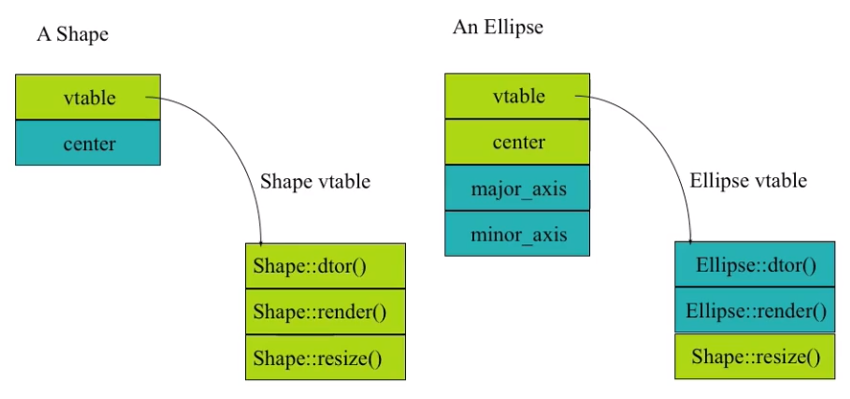 A Shape
vtable
center
Shape vtable
Shape::dtor()
Shape::render()
Shape::resize()
An Ellipse
vtable
center
major_axis
minor_axis
Ellipse vtable
Ellipse::dtor()
Ellipse::render()
Shape::resize()